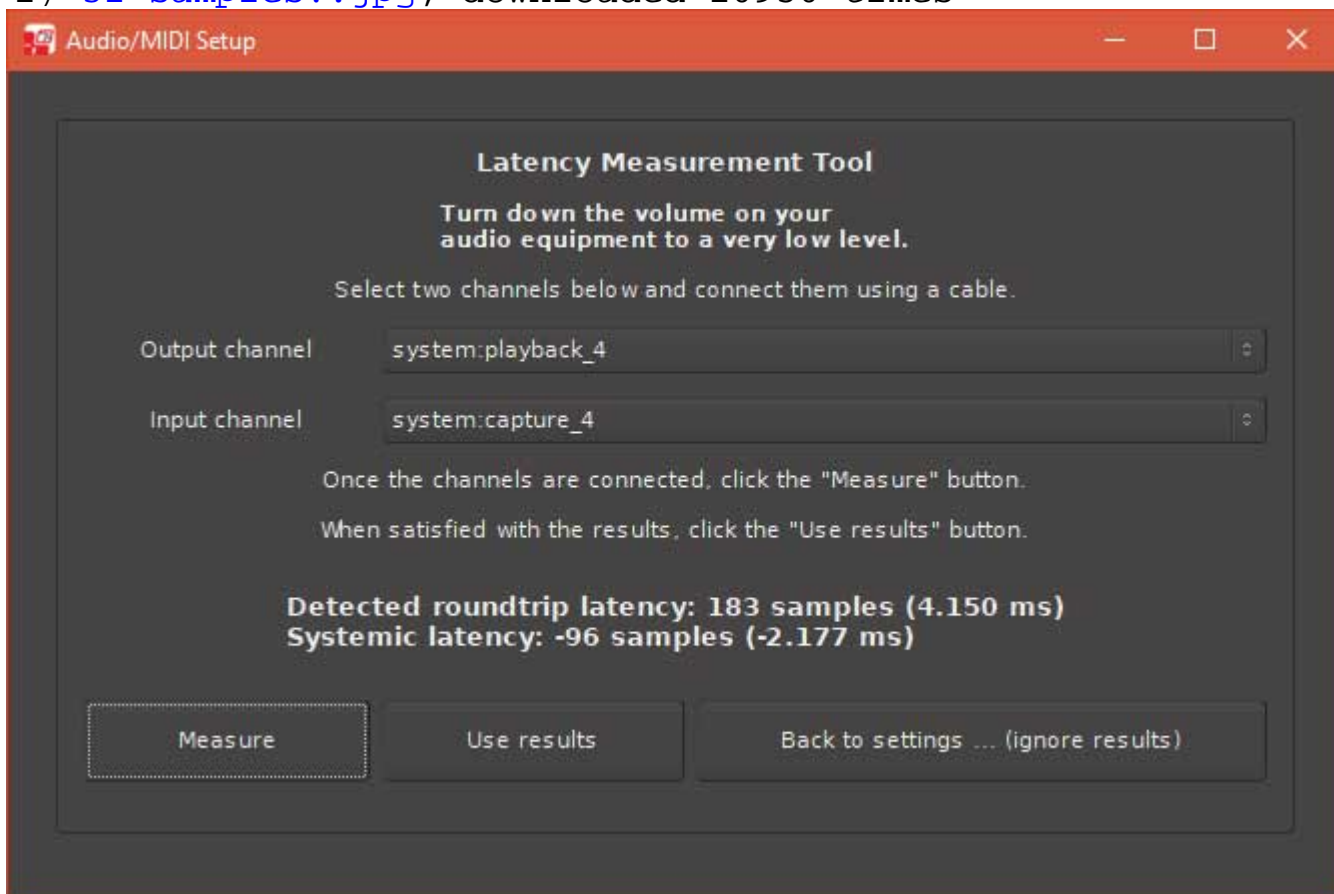 Audio/MIDI Setup
Latency Measurement Tool
Turn down the volume on your
audio equipment to a very low level.
Select two channels below and connect them using a cable.
Output channel system:playback_4
Input channel system:capture_4
Once the channels are connected, click the "Measure" button.
When satisfied with the results, click the "Use results" button.
Detected roundtrip latency: 183 samples (4.150 ms)
Systemic latency: -96 samples (-2.177 ms)
Measure Use results Back to settings ... (ignore results)